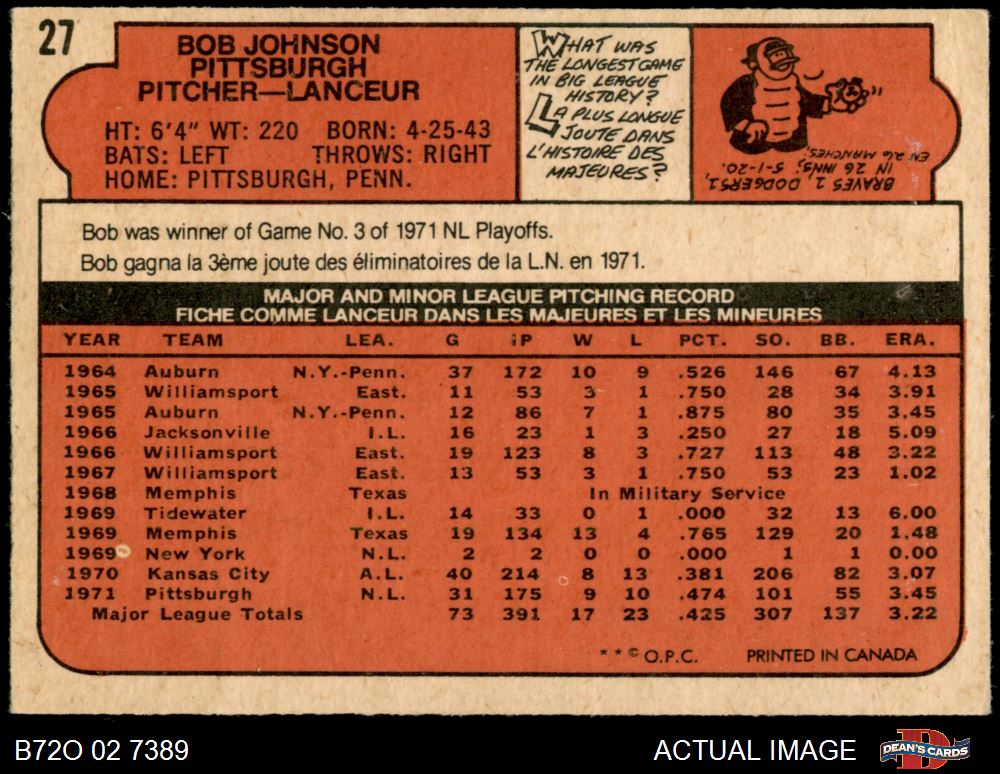 27
BOB JOHNSON
PITTSBURGH
PITCHER—LANCEUR
HT: 6'4" WT: 220 BORN: 4-25-43
BATS: LEFT THROWS: RIGHT
HOME: PITTSBURGH, PENN.
WHAT WAS
THE LONGEST GAME
IN BIG LEAGUE
HISTORY?
LA PLUS LONGUE
JOUTE DANS
L'HISTOIRE DES
MAJEURES?
BRAVES 1, DODGERS 1,
IN 26 INNS; 5-1-20.
EN 26 MANCHES;
Bob was winner of Game No. 3 of 1971 NL Playoffs.
Bob gagna la 3ème joute des éliminatoires de la L.N. en 1971.
MAJOR AND MINOR LEAGUE PITCHING RECORD
FICHE COMME LANCEUR DANS LES MAJEURES ET LES MINEURES
YEAR TEAM LEA. G IP W L PCT. SO. BB. ERA.
1964 Auburn N.Y.-Penn. 37 172 10 9 .526 146 67 4.13
1965 Williamsport East. 11 53 3 1 .750 28 34 3.91
1965 Auburn N.Y.-Penn. 12 86 7 1 .875 80 35 3.45
1966 Jacksonville I.L. 16 23 1 3 .250 27 18 5.09
1966 Williamsport East. 19 123 8 3 .727 113 48 3.22
1967 Williamsport East. 13 53 3 1 .750 53 23 1.02
1968 Memphis Texas In Military Service
1969 Tidewater I.L. 14 33 0 1 .000 32 13 6.00
1969 Memphis Texas 19 134 13 4 .765 129 20 1.48
1969 New York N.L. 2 2 0 0 .000 1 1 0.00
1970 Kansas City A.L. 40 214 8 13 .381 206 82 3.07
1971 Pittsburgh N.L. 31 175 9 10 .474 101 55 3.45
Major League Totals 73 391 17 23 .425 307 137 3.22
* * © O.P.C. PRINTED IN CANADA
B72O 02 7389 ACTUAL IMAGE DEAN'S CARDS